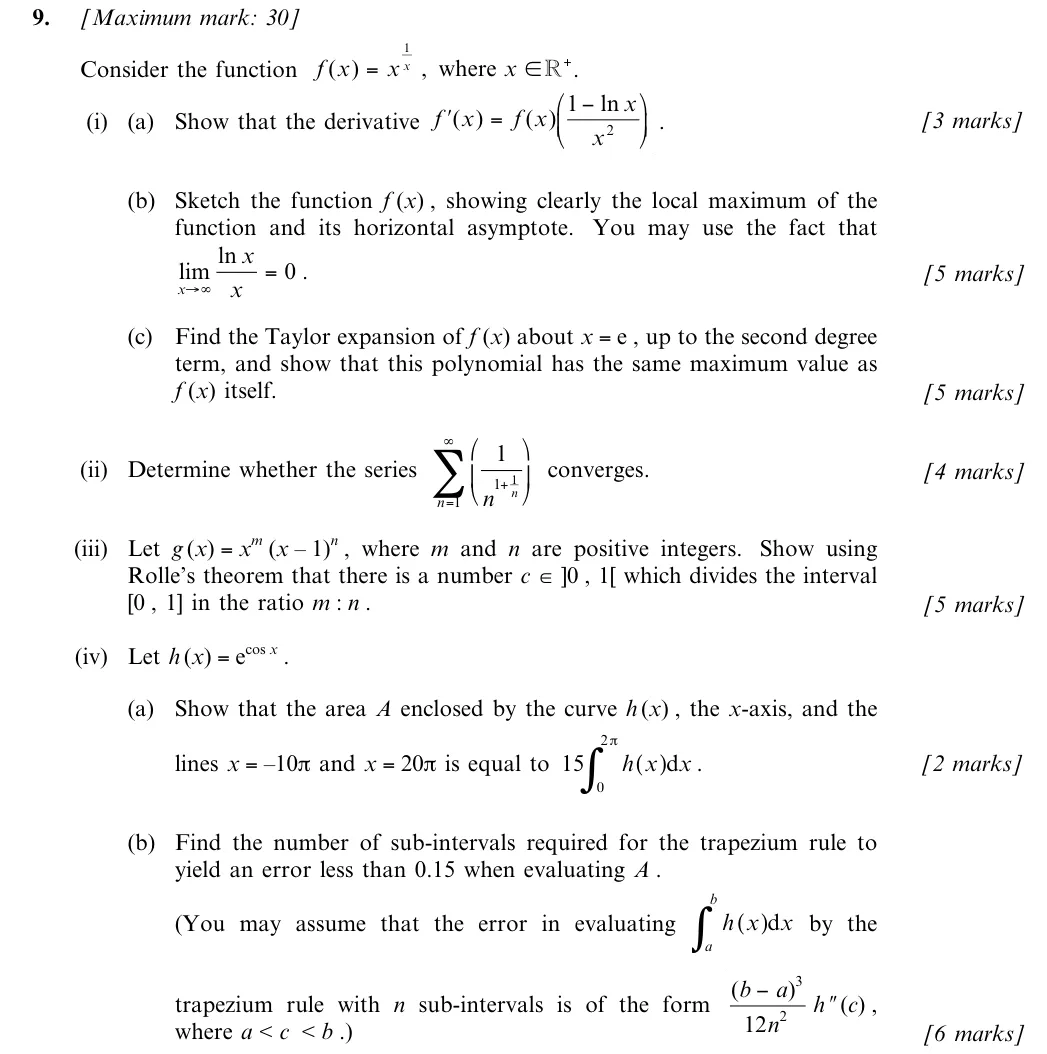 9. [Maximum mark: 30]
Consider the function f(x) = x^{1/x}, where x ∈ ℝ⁺.
(i) (a) Show that the derivative f′(x) = f(x)((1 − ln x)/x²). [3 marks]
(b) Sketch the function f(x), showing clearly the local maximum of the
function and its horizontal asymptote. You may use the fact that
lim_{x→∞} (ln x)/x = 0. [5 marks]
(c) Find the Taylor expansion of f(x) about x = e, up to the second degree
term, and show that this polynomial has the same maximum value as
f(x) itself. [5 marks]
(ii) Determine whether the series ∑_{n=1}^{∞} (1/n^{1+1/n}) converges. [4 marks]
(iii) Let g(x) = x^m (x – 1)^n, where m and n are positive integers. Show using
Rolle's theorem that there is a number c ∈ ]0, 1[ which divides the interval
[0, 1] in the ratio m : n. [5 marks]
(iv) Let h(x) = e^{cos x}.
(a) Show that the area A enclosed by the curve h(x), the x-axis, and the
lines x = –10π and x = 20π is equal to 15∫_0^{2π} h(x)dx. [2 marks]
(b) Find the number of sub-intervals required for the trapezium rule to
yield an error less than 0.15 when evaluating A.
(You may assume that the error in evaluating ∫_a^b h(x)dx by the
trapezium rule with n sub-intervals is of the form ((b − a)³/12n²) h″(c),
where a < c < b.) [6 marks]